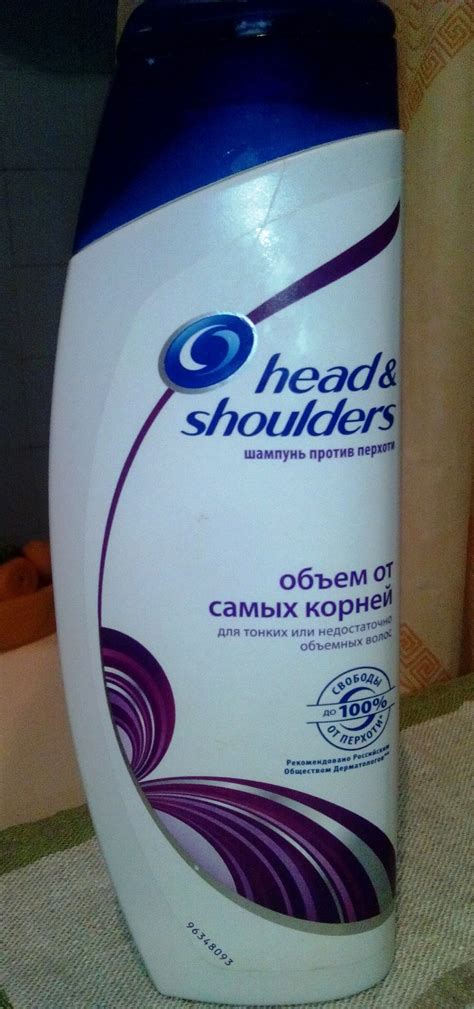 head &
shoulders
шампунь против перхоти
объем от
самых корней
для тонких или недостаточно
объемных волос
СВОБОДЫ
ДО 100%
ОТ ПЕРХОТИ*
Рекомендовано Российским
Обществом Дерматологов**
96348093